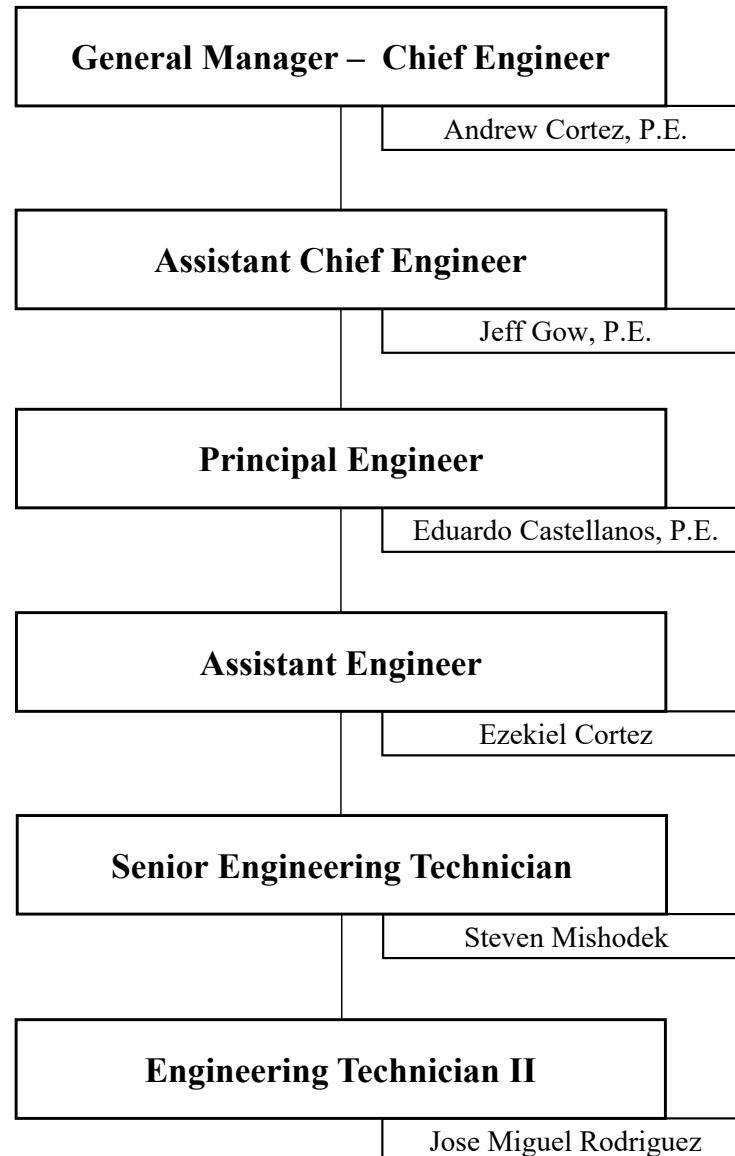 General Manager – Chief Engineer
Andrew Cortez, P.E.
Assistant Chief Engineer
Jeff Gow, P.E.
Principal Engineer
Eduardo Castellanos, P.E.
Assistant Engineer
Ezekiel Cortez
Senior Engineering Technician
Steven Mishodek
Engineering Technician II
Jose Miguel Rodriguez